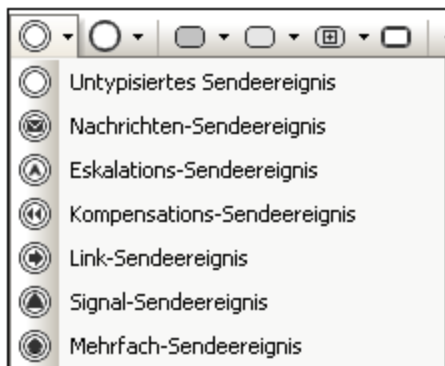 Untypisiertes Sendeereignis
Nachrichten-Sendeereignis
Eskalations-Sendeereignis
Kompensations-Sendeereignis
Link-Sendeereignis
Signal-Sendeereignis
Mehrfach-Sendeereignis